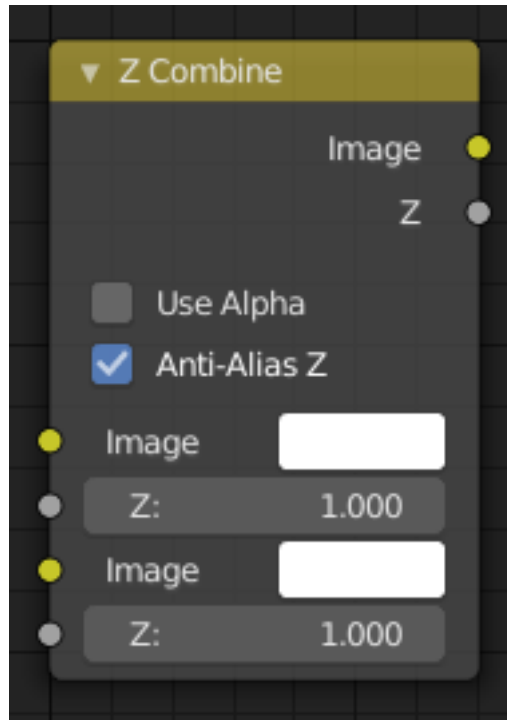 Z Combine
Image
Z
Use Alpha
Anti-Alias Z
Image
Z: 1.000
Image
Z: 1.000